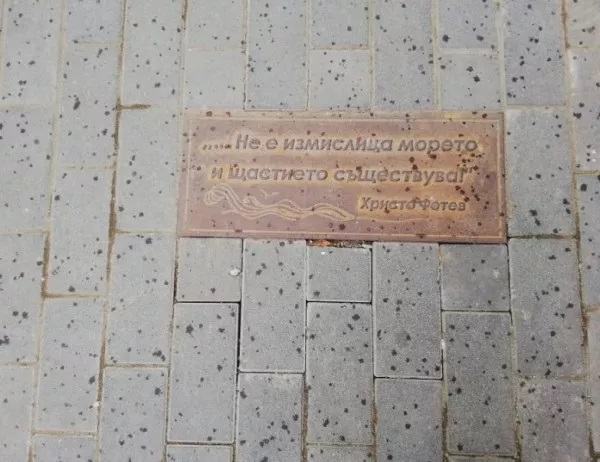 „.... Не е измислица морето
и щастието съществува!"
Христо Фотев